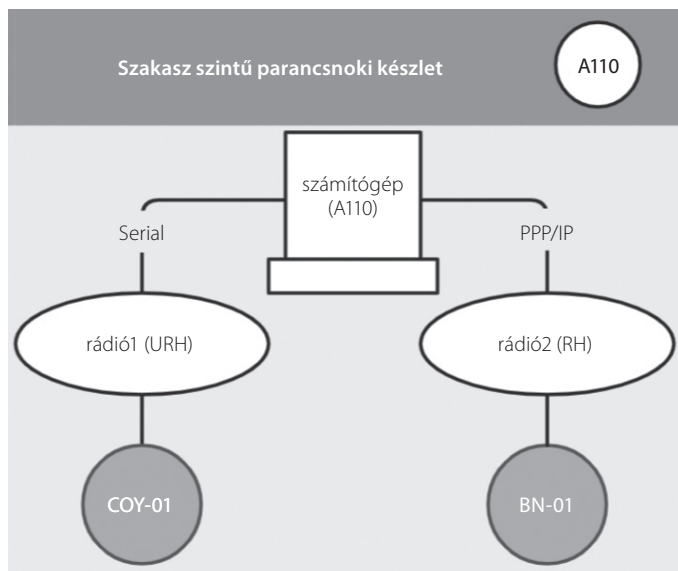 Szakasz szintű parancsnoki készlet
A110
számítógép
(A110)
Serial
PPP/IP
rádió1 (URH)
rádió2 (RH)
COY-01
BN-01